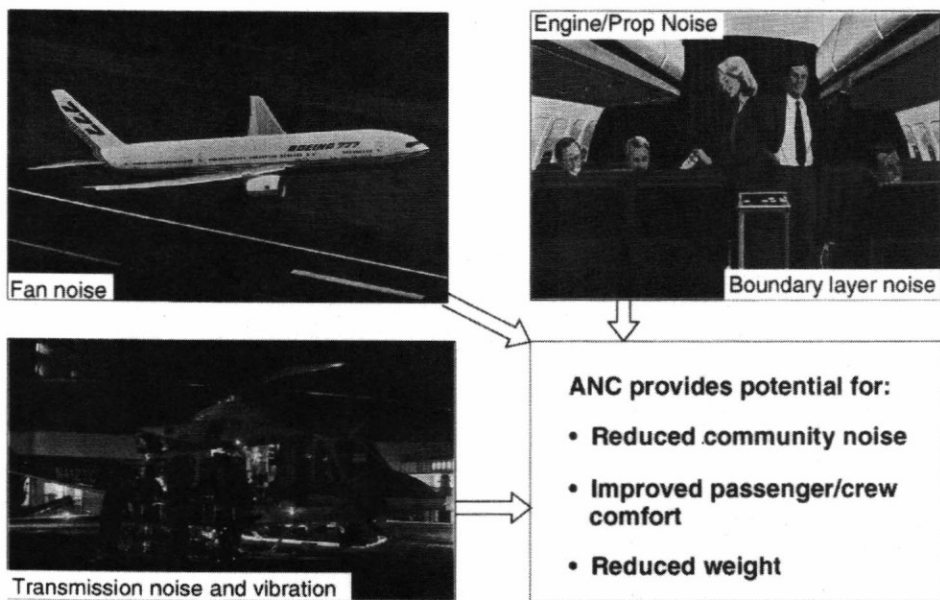 777
BOEING 777
Fan noise
Engine/Prop Noise
Boundary layer noise
Transmission noise and vibration
ANC provides potential for:
• Reduced community noise
• Improved passenger/crew
comfort
• Reduced weight